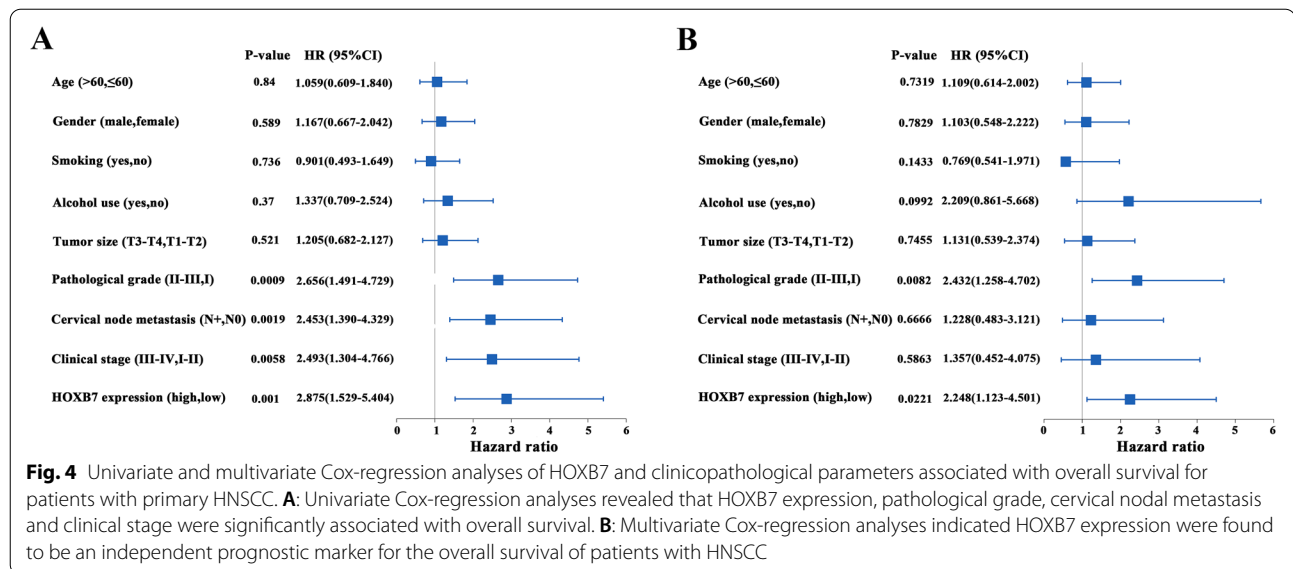 A
P-value HR (95%CI)
Age (>60,≤60) 0.84 1.059(0.609-1.840)
Gender (male,female) 0.589 1.167(0.667-2.042)
Smoking (yes,no) 0.736 0.901(0.493-1.649)
Alcohol use (yes,no) 0.37 1.337(0.709-2.524)
Tumor size (T3-T4,T1-T2) 0.521 1.205(0.682-2.127)
Pathological grade (II-III,I) 0.0009 2.656(1.491-4.729)
Cervical node metastasis (N+,N0) 0.0019 2.453(1.390-4.329)
Clinical stage (III-IV,I-II) 0.0058 2.493(1.304-4.766)
HOXB7 expression (high,low) 0.001 2.875(1.529-5.404)
0 1 2 3 4 5 6
Hazard ratio
B
P-value HR (95%CI)
Age (>60,≤60) 0.7319 1.109(0.614-2.002)
Gender (male,female) 0.7829 1.103(0.548-2.222)
Smoking (yes,no) 0.1433 0.769(0.541-1.971)
Alcohol use (yes,no) 0.0992 2.209(0.861-5.668)
Tumor size (T3-T4,T1-T2) 0.7455 1.131(0.539-2.374)
Pathological grade (II-III,I) 0.0082 2.432(1.258-4.702)
Cervical node metastasis (N+,N0) 0.6666 1.228(0.483-3.121)
Clinical stage (III-IV,I-II) 0.5863 1.357(0.452-4.075)
HOXB7 expression (high,low) 0.0221 2.248(1.123-4.501)
0 1 2 3 4 5 6
Hazard ratio
Fig. 4 Univariate and multivariate Cox-regression analyses of HOXB7 and clinicopathological parameters associated with overall survival for
patients with primary HNSCC. A: Univariate Cox-regression analyses revealed that HOXB7 expression, pathological grade, cervical nodal metastasis
and clinical stage were significantly associated with overall survival. B: Multivariate Cox-regression analyses indicated HOXB7 expression were found
to be an independent prognostic marker for the overall survival of patients with HNSCC